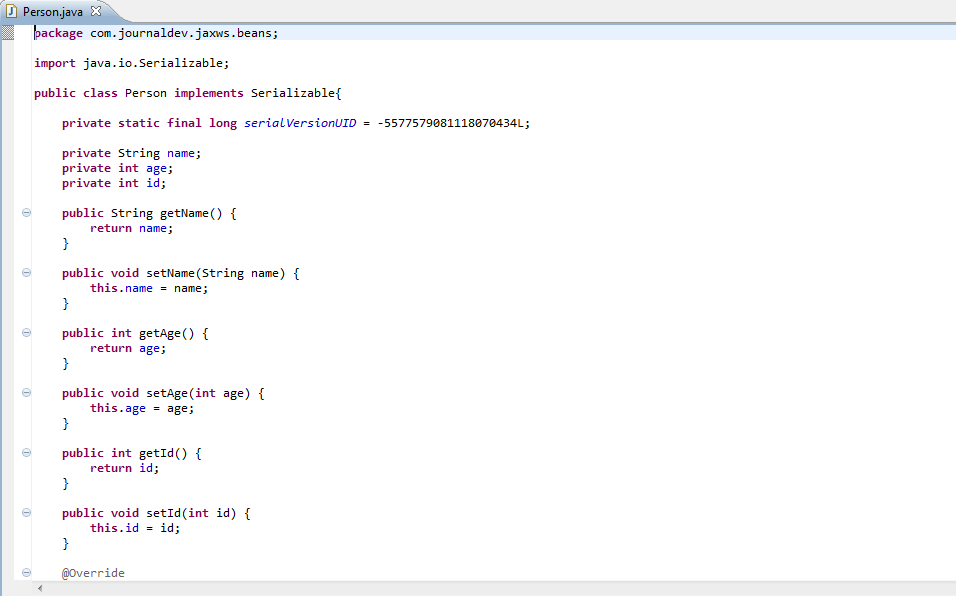 Person.java
package com.journaldev.jaxws.beans;
import java.io.Serializable;
public class Person implements Serializable{
private static final long serialVersionUID = -5577579081118070434L;
private String name;
private int age;
private int id;
public String getName() {
return name;
}
public void setName(String name) {
this.name = name;
}
public int getAge() {
return age;
}
public void setAge(int age) {
this.age = age;
}
public int getId() {
return id;
}
public void setId(int id) {
this.id = id;
}
@Override